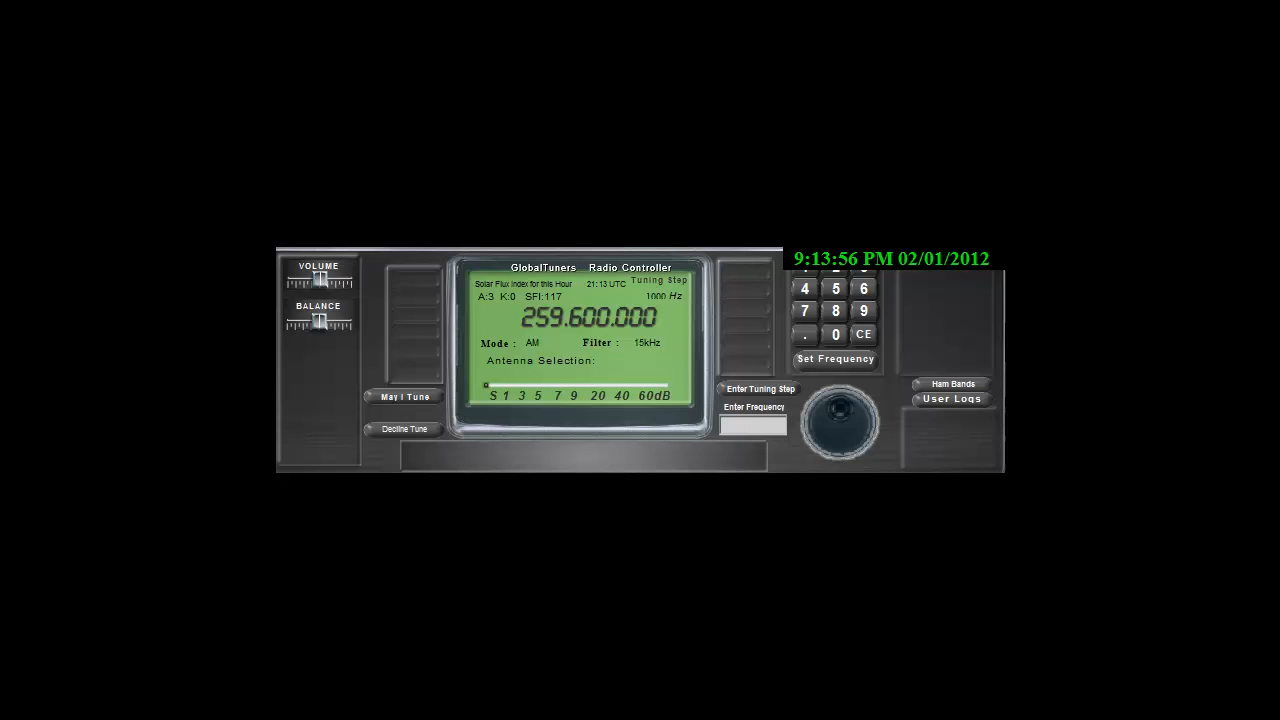 9:13:56 PM 02/01/2012
VOLUME
BALANCE
GlobalTuners Radio Controller
Solar Flux Index for this Hour 21:13 UTC Tuning Step
A:3 K:0 SFI:117 1000 Hz
259.600.000
Mode : AM Filter : 15kHz
Antenna Selection:
S 1 3 5 7 9 20 40 60dB
May I Tune
Decline Tune
4 5 6
7 8 9
. 0 CE
Set Frequency
Enter Tuning Step
Enter Frequency
Ham Bands
User Logs